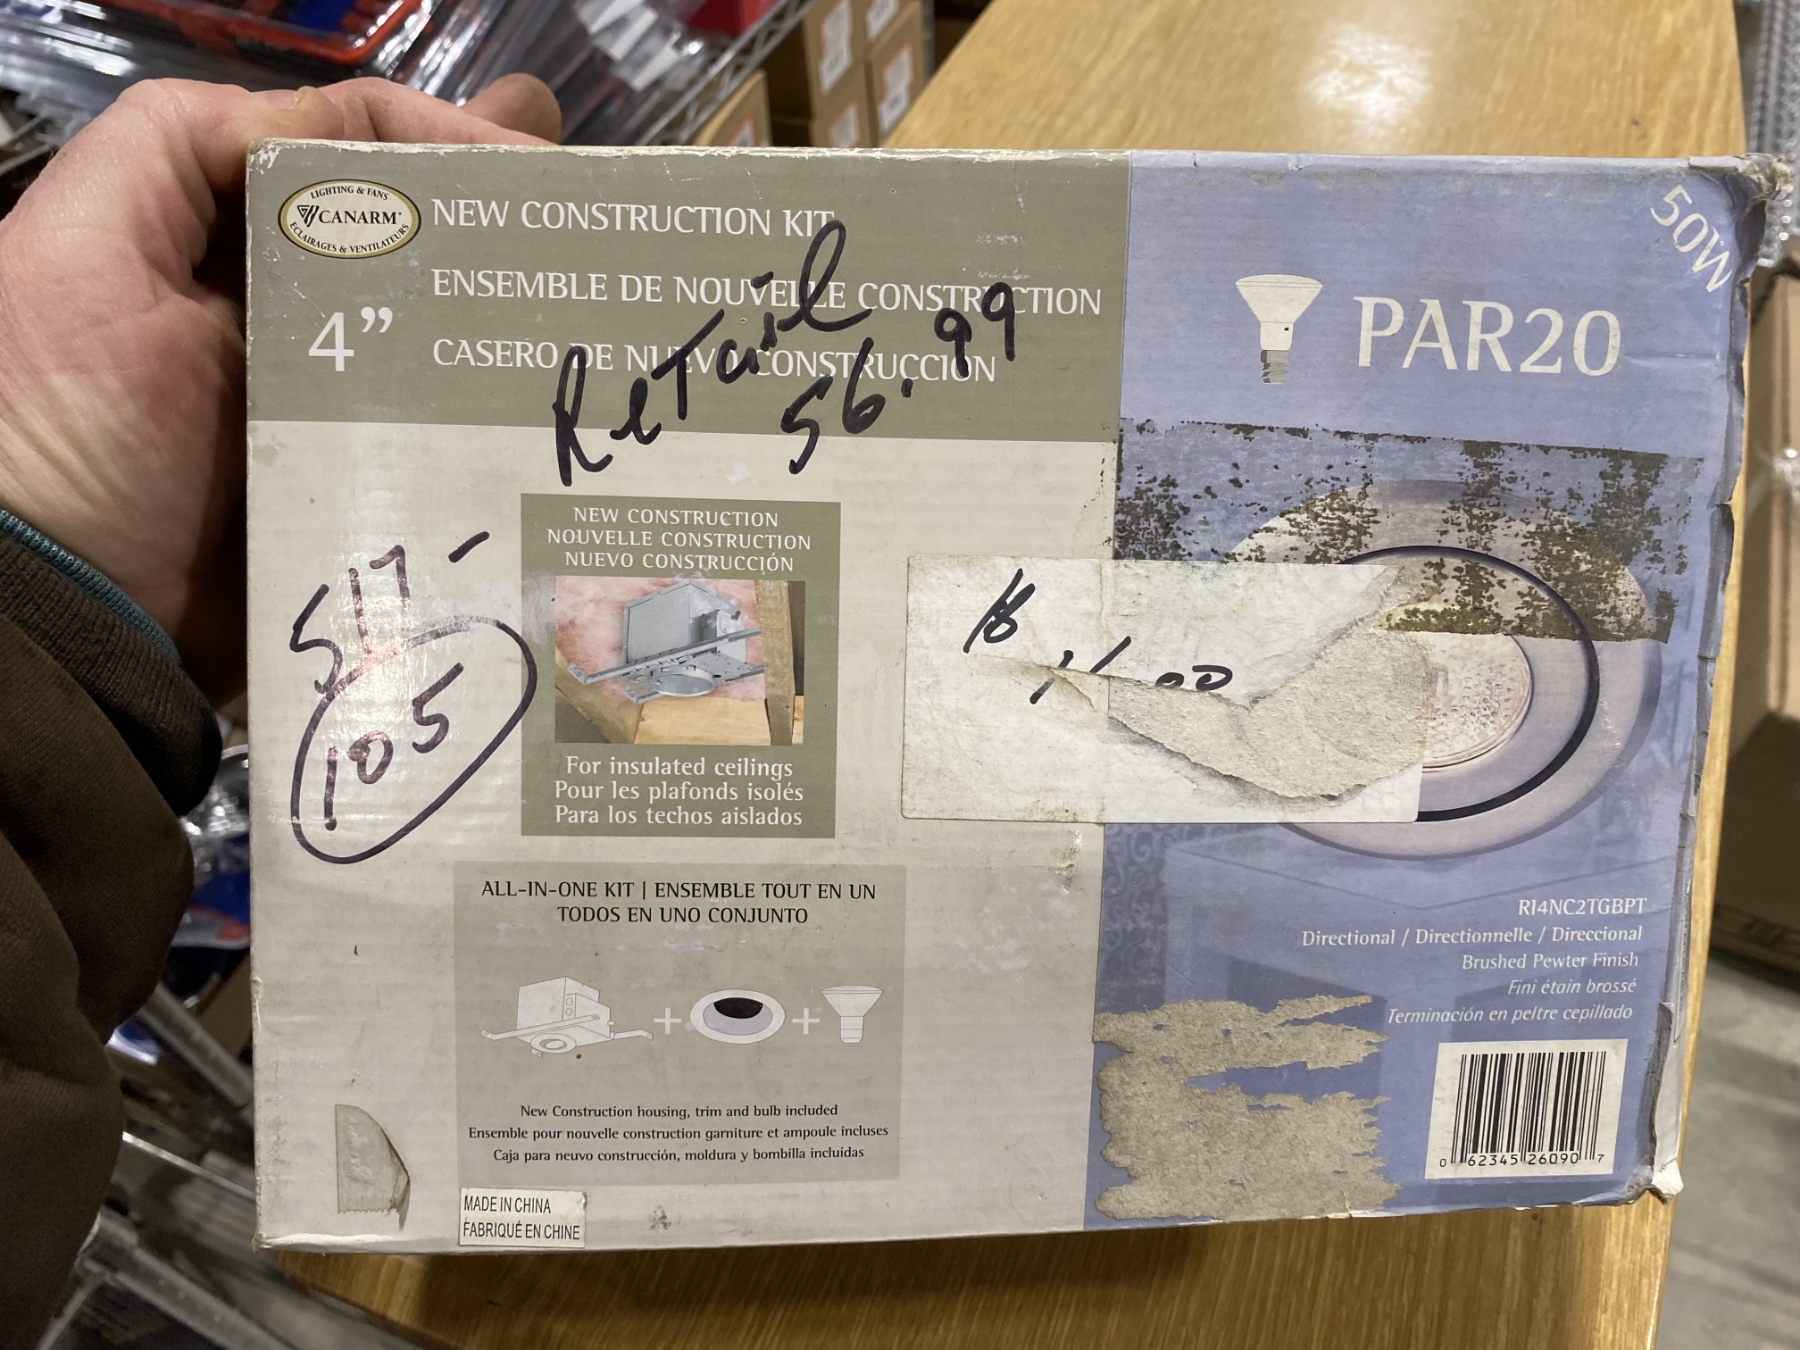 LIGHTING & FANS
CANARM
ECLAIRAGES & VENTILATEURS
NEW CONSTRUCTION KIT
ENSEMBLE DE NOUVELLE CONSTRUCTION
4” CASERO DE NUEVO CONSTRUCCIÓN
Retail
56.99
50W
PAR20
NEW CONSTRUCTION
NOUVELLE CONSTRUCTION
NUEVO CONSTRUCCIÓN
For insulated ceilings
Pour les plafonds isolés
Para los techos aislados
517-
105
ALL-IN-ONE KIT | ENSEMBLE TOUT EN UN
TODOS EN UNO CONJUNTO
+ +
New Construction housing, trim and bulb included
Ensemble pour nouvelle construction garniture et ampoule incluses
Caja para neuvo construcción, moldura y bombilla incluidas
MADE IN CHINA
FABRIQUÉ EN CHINE
RI4NC2TGBPT
Directional / Directionnelle / Direccional
Brushed Pewter Finish
Fini étain brossé
Terminación en peltre cepillado
0 62345 26090 7